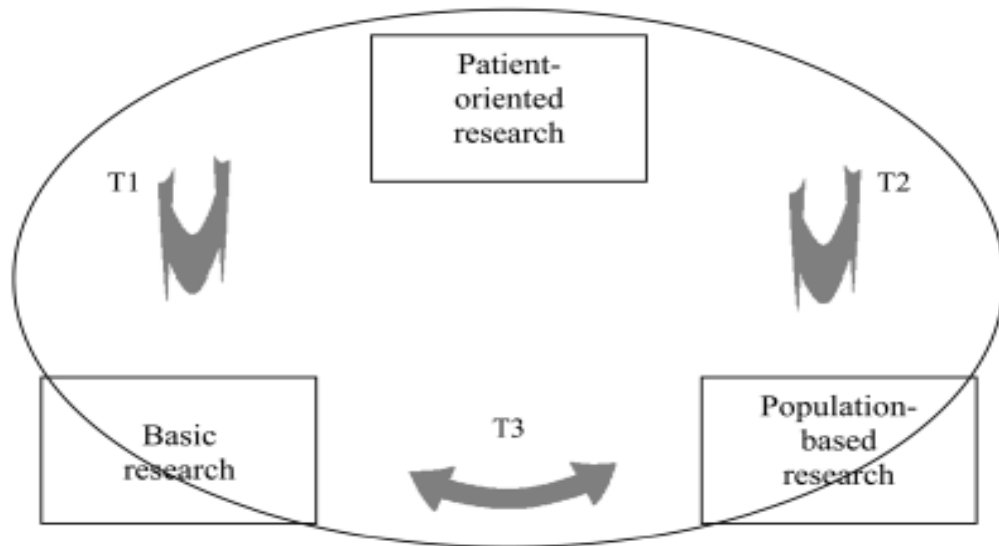 Patient-
oriented
research
T1
T2
Basic
research
T3
Population-
based
research